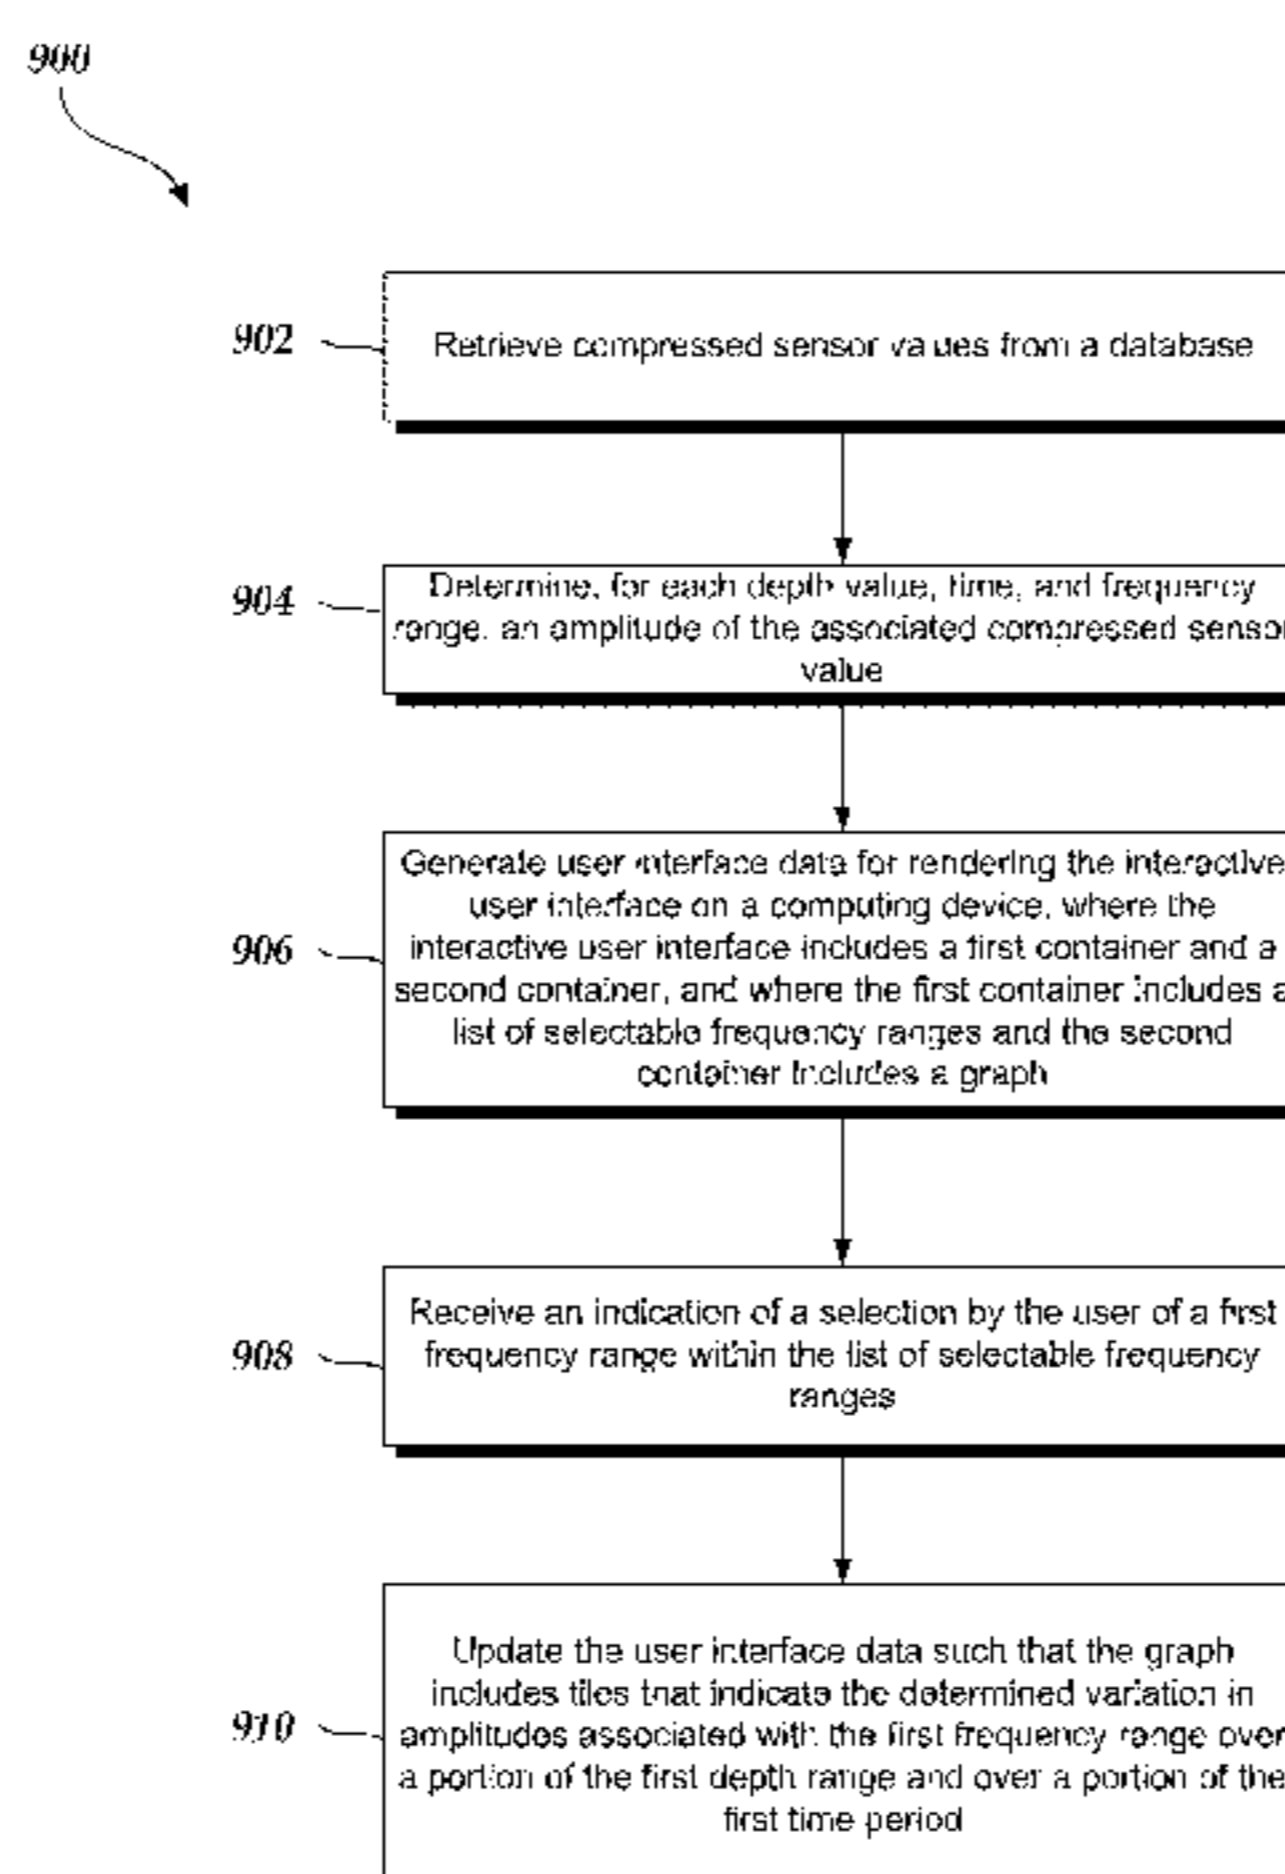 900
902
Retrieve compressed sensor values from a database
904
Determine, for each depth value, time, and frequency
range, an amplitude of the associated compressed sensor
value
906
Generate user interface data for rendering the interactive
user interface on a computing device, where the
interactive user interface includes a first container and a
second container, and where the first container includes a
list of selectable frequency ranges and the second
container includes a graph
908
Receive an indication of a selection by the user of a first
frequency range within the list of selectable frequency
ranges
910
Update the user interface data such that the graph
includes tiles that indicate the determined variation in
amplitudes associated with the first frequency range over
a portion of the first depth range and over a portion of the
first time period